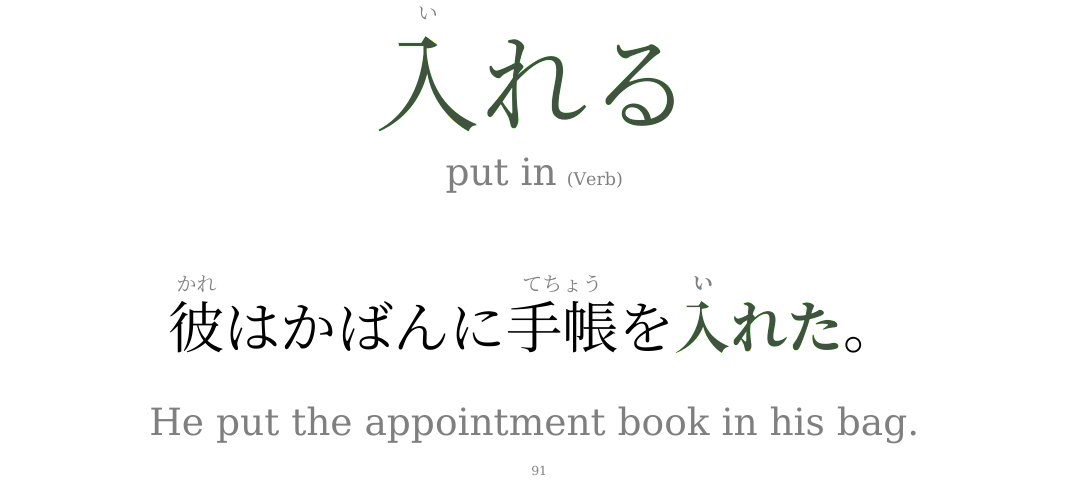 い
入れる
put in (Verb)
かれ てちょう い
彼はかばんに手帳を入れた。
He put the appointment book in his bag.
91